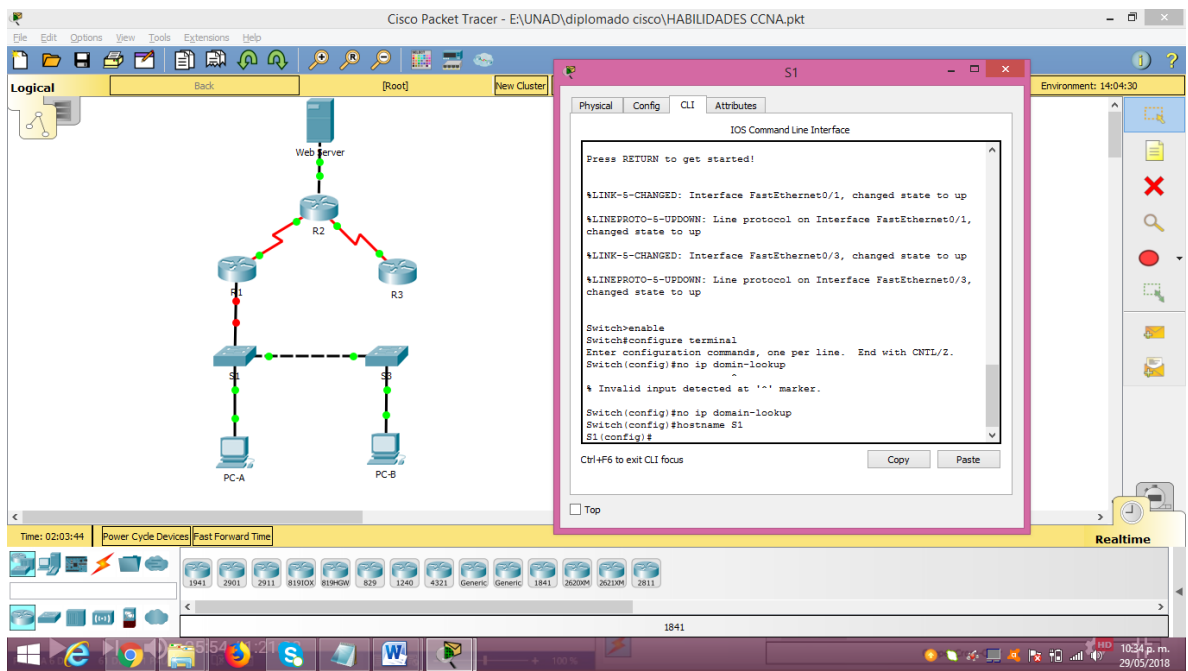 Cisco Packet Tracer - E:\UNAD\diplomado cisco\HABILIDADES CCNA.pkt
File Edit Options View Tools Extensions Help
Logical
Back
[Root]
New Cluster
Environment: 14:04:30
Web Server
R2
R1
R3
S1
S3
PC-A
PC-B
S1
Physical Config CLI Attributes
IOS Command Line Interface
Press RETURN to get started!
%LINK-5-CHANGED: Interface FastEthernet0/1, changed state to up
%LINEPROTO-5-UPDOWN: Line protocol on Interface FastEthernet0/1,
changed state to up
%LINK-5-CHANGED: Interface FastEthernet0/3, changed state to up
%LINEPROTO-5-UPDOWN: Line protocol on Interface FastEthernet0/3,
changed state to up
Switch>enable
Switch#configure terminal
Enter configuration commands, one per line. End with CNTL/Z.
Switch(config)#no ip domin-lookup
^
% Invalid input detected at '^' marker.
Switch(config)#no ip domain-lookup
Switch(config)#hostname S1
S1(config)#
Ctrl+F6 to exit CLI focus
Copy
Paste
Top
Time: 02:03:44
Power Cycle Devices Fast Forward Time
Realtime
1941 2901 2911 819IOX 819HGW 829 1240 4321 Generic Generic 1841 2620XM 2621XM 2811
1841
100 %
HD
10:34 p. m.
29/05/2018